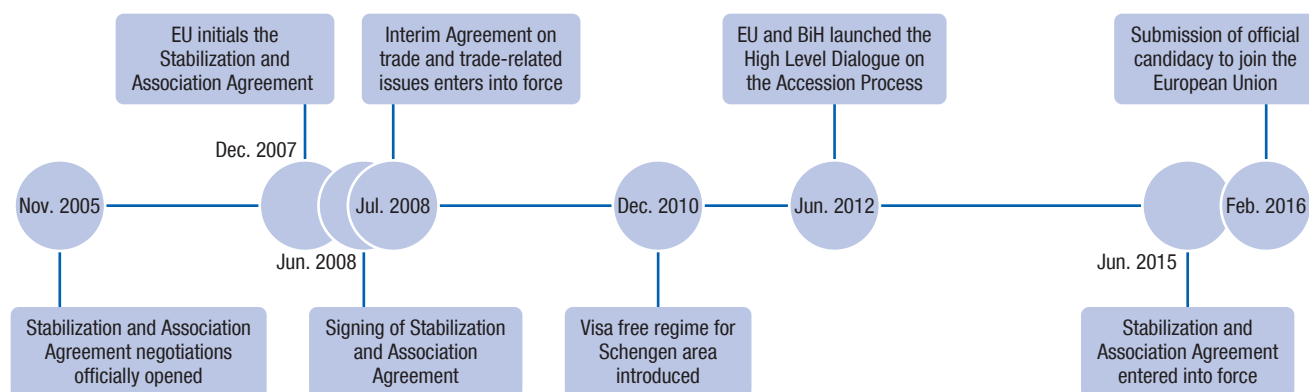 EU initials the
Stabilization and
Association Agreement
Interim Agreement on
trade and trade-related
issues enters into force
EU and BiH launched the
High Level Dialogue on
the Accession Process
Submission of official
candidacy to join the
European Union
Dec. 2007
Nov. 2005
Jul. 2008
Dec. 2010
Jun. 2012
Feb. 2016
Jun. 2008
Jun. 2015
Stabilization and Association
Agreement negotiations
officially opened
Signing of Stabilization
and Association
Agreement
Visa free regime for
Schengen area
introduced
Stabilization and
Association Agreement
entered into force